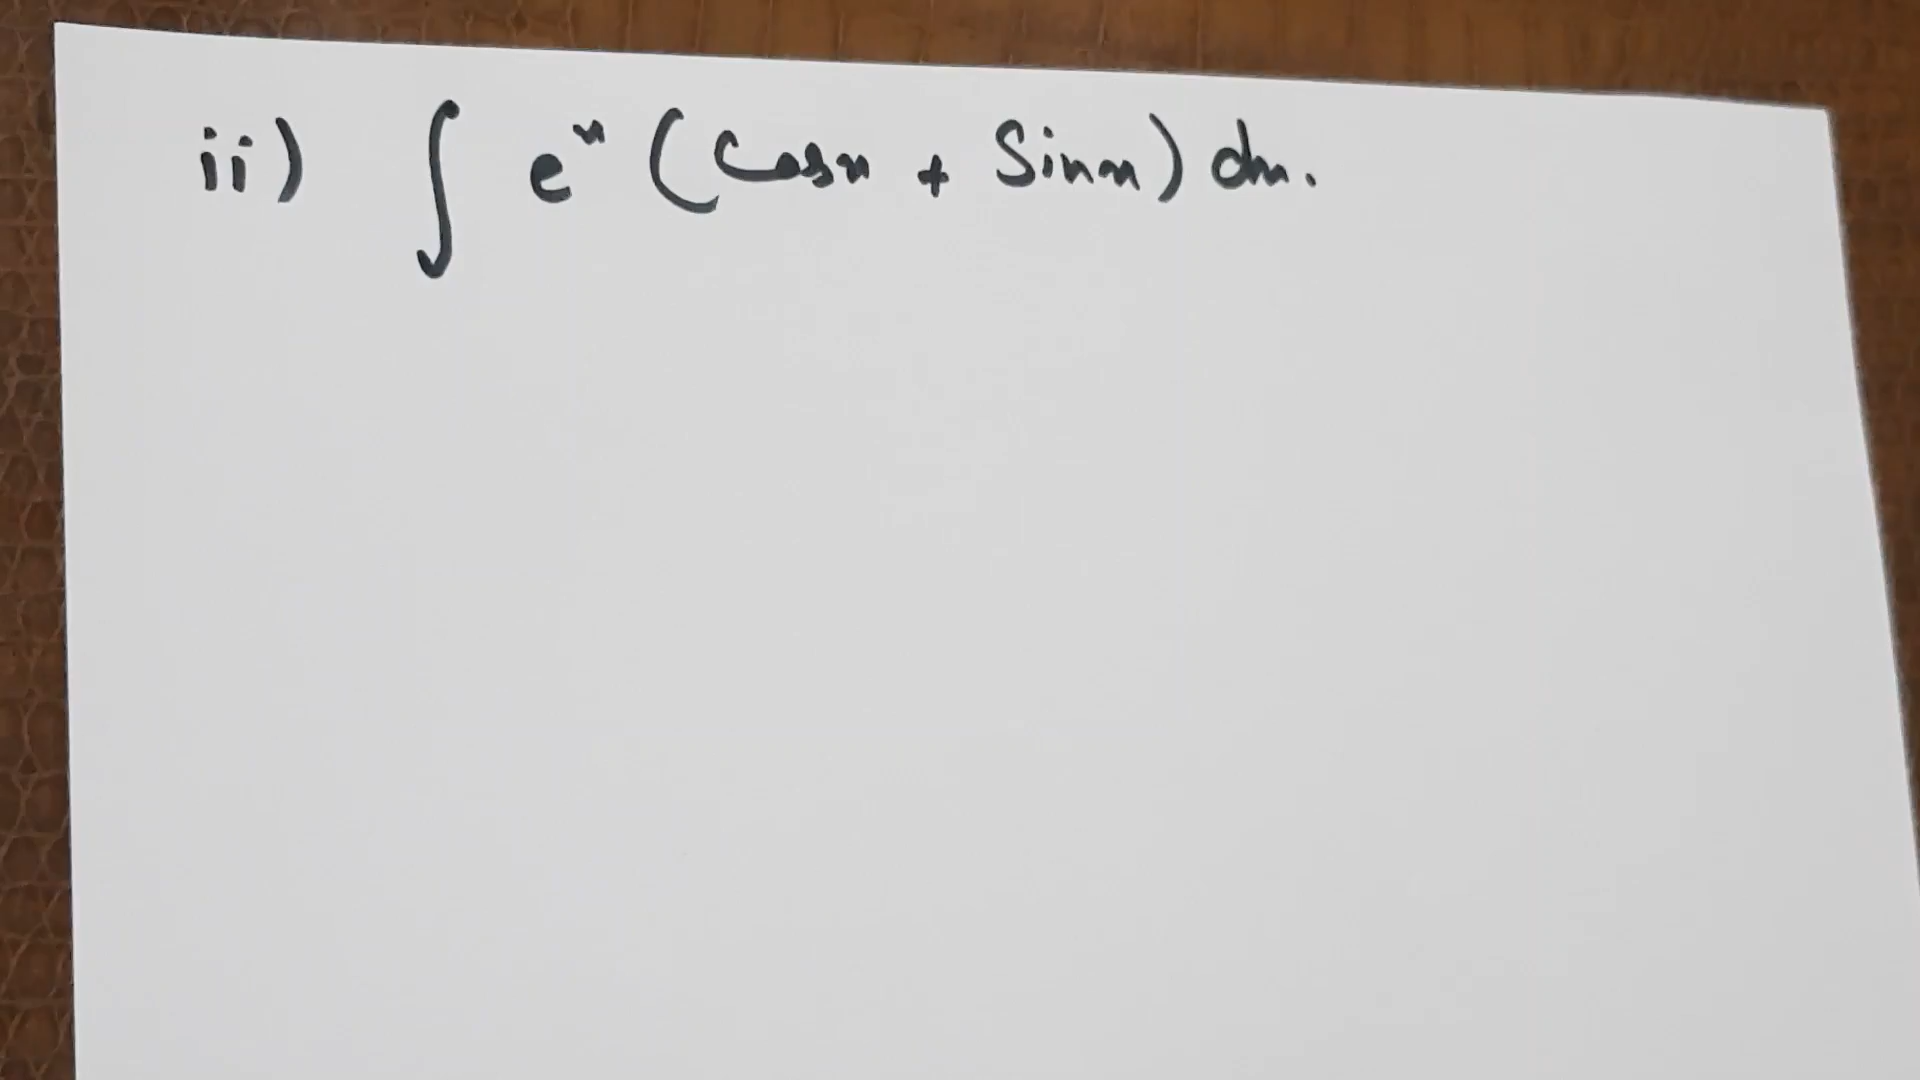 ii) ∫ eˣ (Cosx + Sinx) dx.